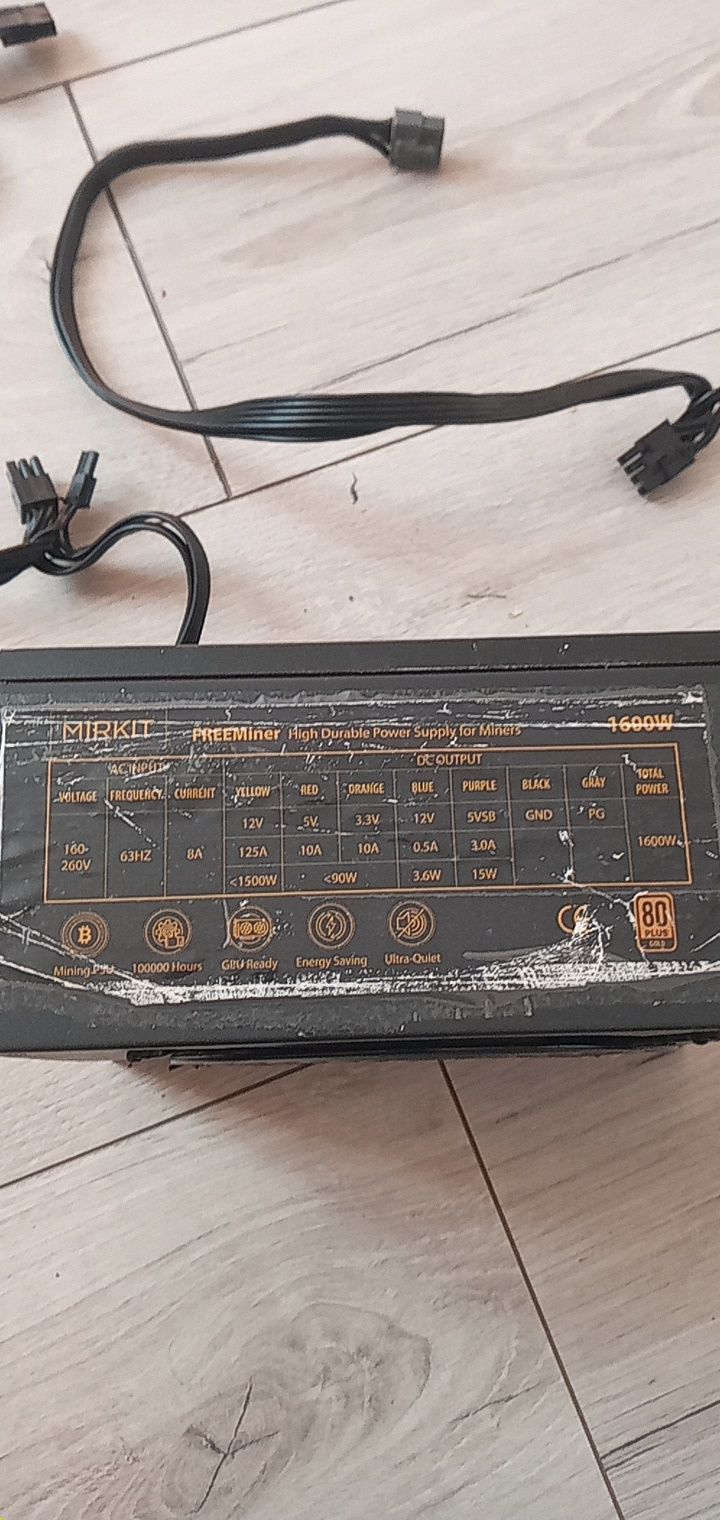 MIRKIT FREEMiner High Durable Power Supply for Miners 1600W
AC INPUT DC OUTPUT
VOLTAGE FREQUENCY CURRENT YELLOW RED ORANGE BLUE PURPLE BLACK GRAY TOTAL POWER
12V 5V 3.3V 12V 5VSB GND PG
160-260V 63HZ 8A 125A 10A 10A 0.5A 3.0A 1600W
<1500W <90W 3.6W 15W
Mining 100000 Hours GPU Ready Energy Saving Ultra-Quiet
CE 80 PLUS GOLD